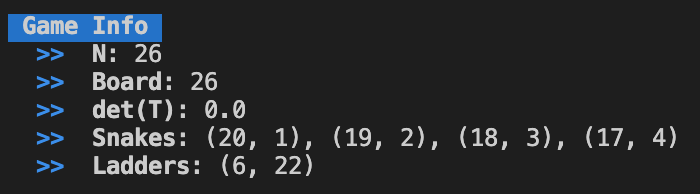 Game Info
>> N: 26
>> Board: 26
>> det(T): 0.0
>> Snakes: (20, 1), (19, 2), (18, 3), (17, 4)
>> Ladders: (6, 22)